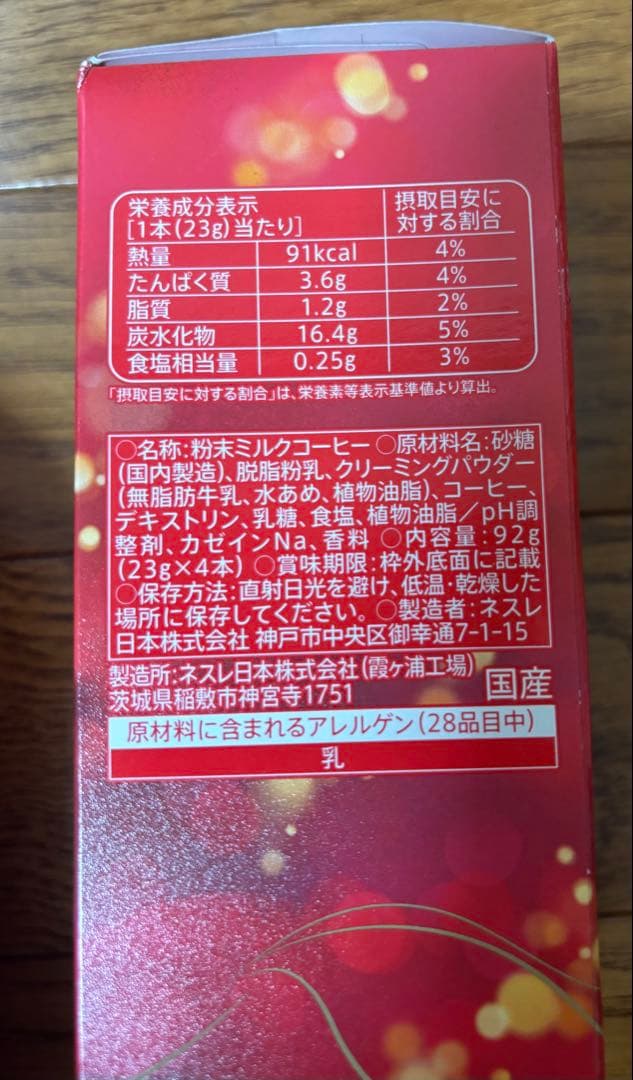 栄養成分表示 摂取目安に
[1本(23g)当たり] 対する割合
熱量 91kcal 4%
たんぱく質 3.6g 4%
脂質 1.2g 2%
炭水化物 16.4g 5%
食塩相当量 0.25g 3%
「摂取目安に対する割合」は、栄養素等表示基準値より算出。
○名称:粉末ミルクコーヒー ○原材料名:砂糖
(国内製造)、脱脂粉乳、クリーミングパウダー
(無脂肪牛乳、水あめ、植物油脂)、コーヒー、
デキストリン、乳糖、食塩、植物油脂/pH調
整剤、カゼインNa、香料 ○内容量:92g
(23g×4本) ○賞味期限:枠外底面に記載
○保存方法:直射日光を避け、低温・乾燥した
場所に保存してください。○製造者:ネスレ
日本株式会社 神戸市中央区御幸通7-1-15
製造所:ネスレ日本株式会社(霞ヶ浦工場)
茨城県稲敷市神宮寺1751 国産
原材料に含まれるアレルゲン(28品目中)
乳